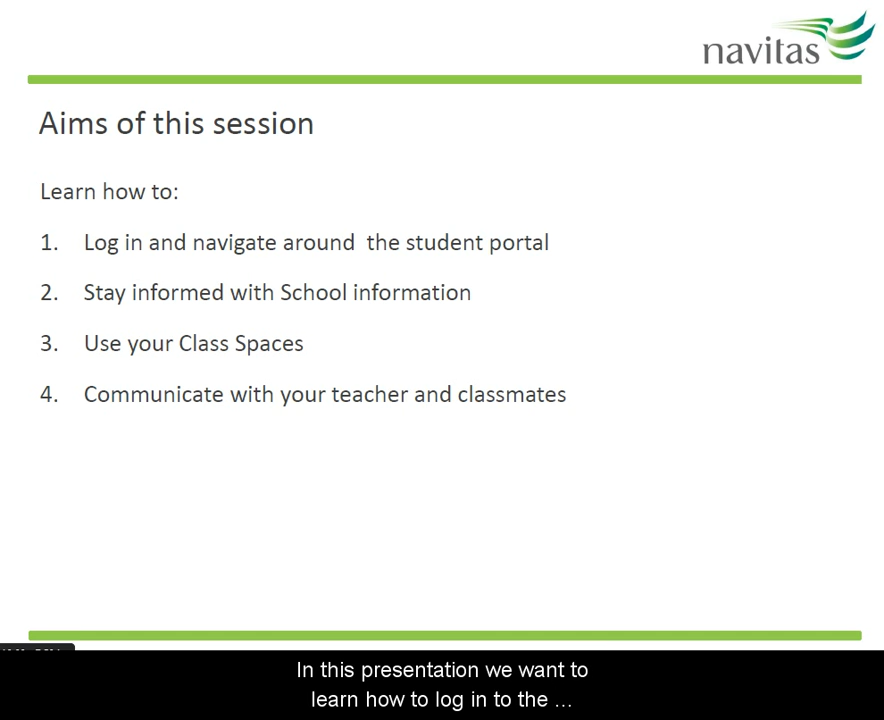 navitas
Aims of this session
Learn how to:
1. Log in and navigate around the student portal
2. Stay informed with School information
3. Use your Class Spaces
4. Communicate with your teacher and classmates
In this presentation we want to
learn how to log in to the ...